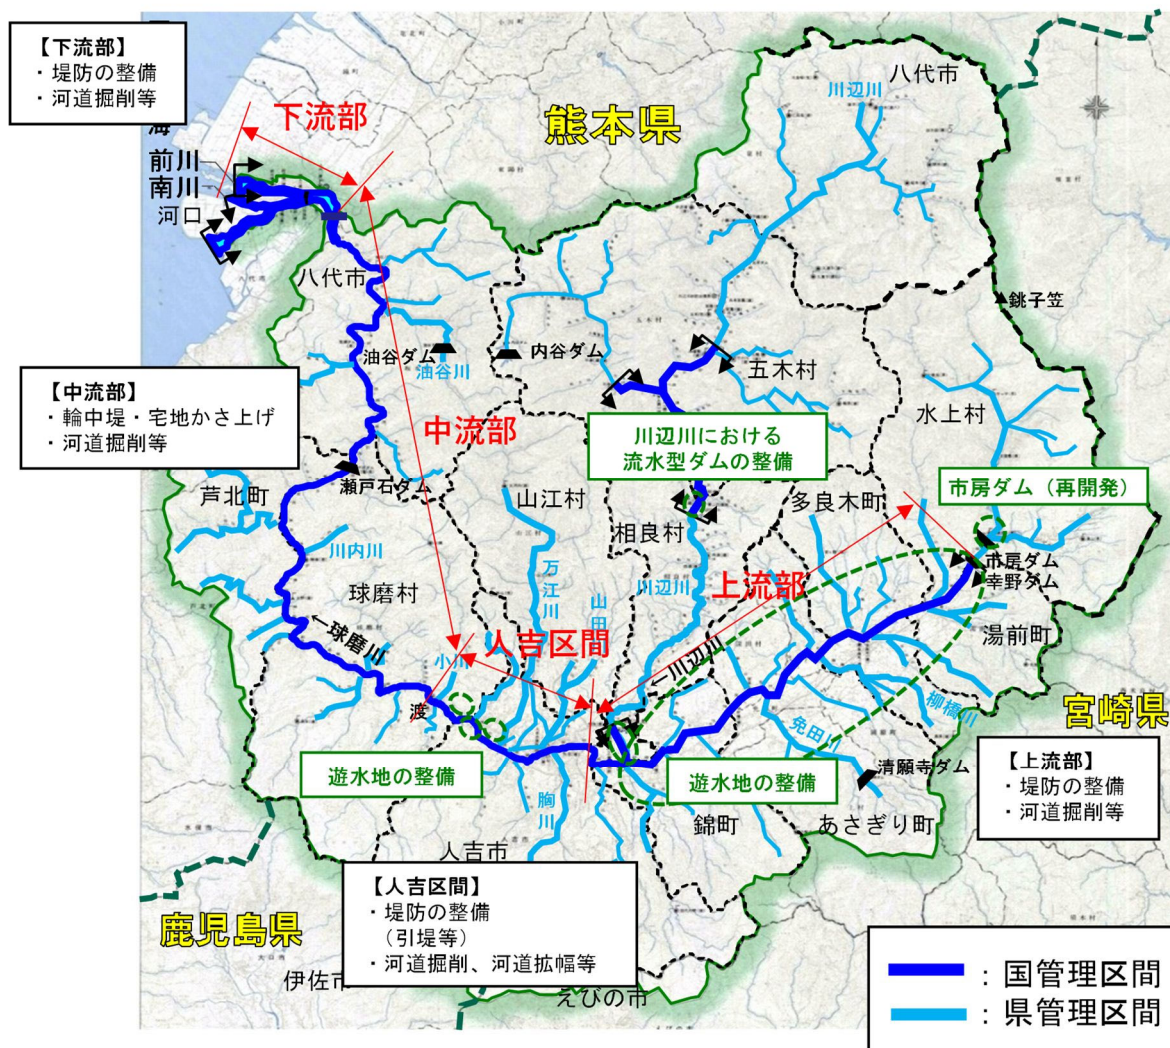 【下流部】
・堤防の整備
・河道掘削等
海
前川
南川
河口
下流部
熊本県
八代市
川辺川
八代市
銚子笠
油谷ダム
油谷川
内谷ダム
五木村
水上村
【中流部】
・輪中堤・宅地かさ上げ
・河道掘削等
中流部
川辺川における
流水型ダムの整備
瀬戸石ダム
芦北町
山江村
相良村
多良木町
市房ダム（再開発）
川内川
万江川
山田川
川辺川
上流部
市房ダム
幸野ダム
球磨村
湯前町
←球磨川
小川
人吉区間
←川辺川
渡
柳橋川
免田川
宮崎県
遊水地の整備
遊水地の整備
清願寺ダム
胸川
錦町
あさぎり町
【上流部】
・堤防の整備
・河道掘削等
人吉市
【人吉区間】
・堤防の整備
（引堤等）
・河道掘削、河道拡幅等
鹿児島県
伊佐市
えびの市
：国管理区間
：県管理区間